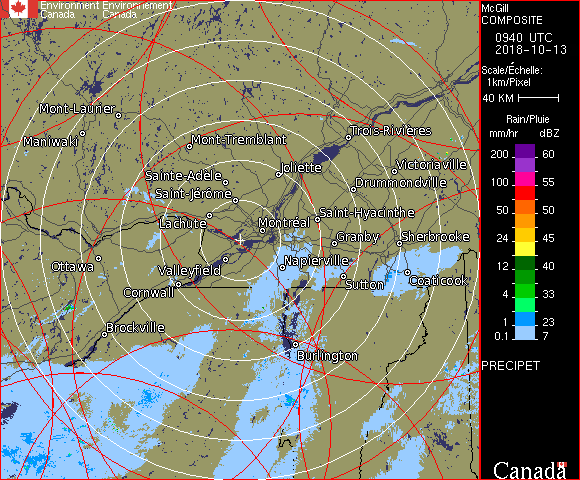 Environment Environnement
Canada Canada
McGill
COMPOSITE
0940 UTC
2018-10-13
Scale/Échelle:
1km/Pixel
40 KM
Rain/Pluie
mm/hr dBZ
200 60
100 55
50 50
24 45
12 40
4 33
1 23
0.1 7
PRECIPET
Canada
Mont-Laurier
Maniwaki
Mont-Tremblant
Trois-Rivières
Joliette
Victoriaville
Sainte-Adèle
Drummondville
Saint-Jérôme
Lachute
Saint-Hyacinthe
Montréal
Granby
Sherbrooke
Ottawa
Valleyfield
Napierville
Cornwall
Sutton
Coaticook
Brockville
Burlington